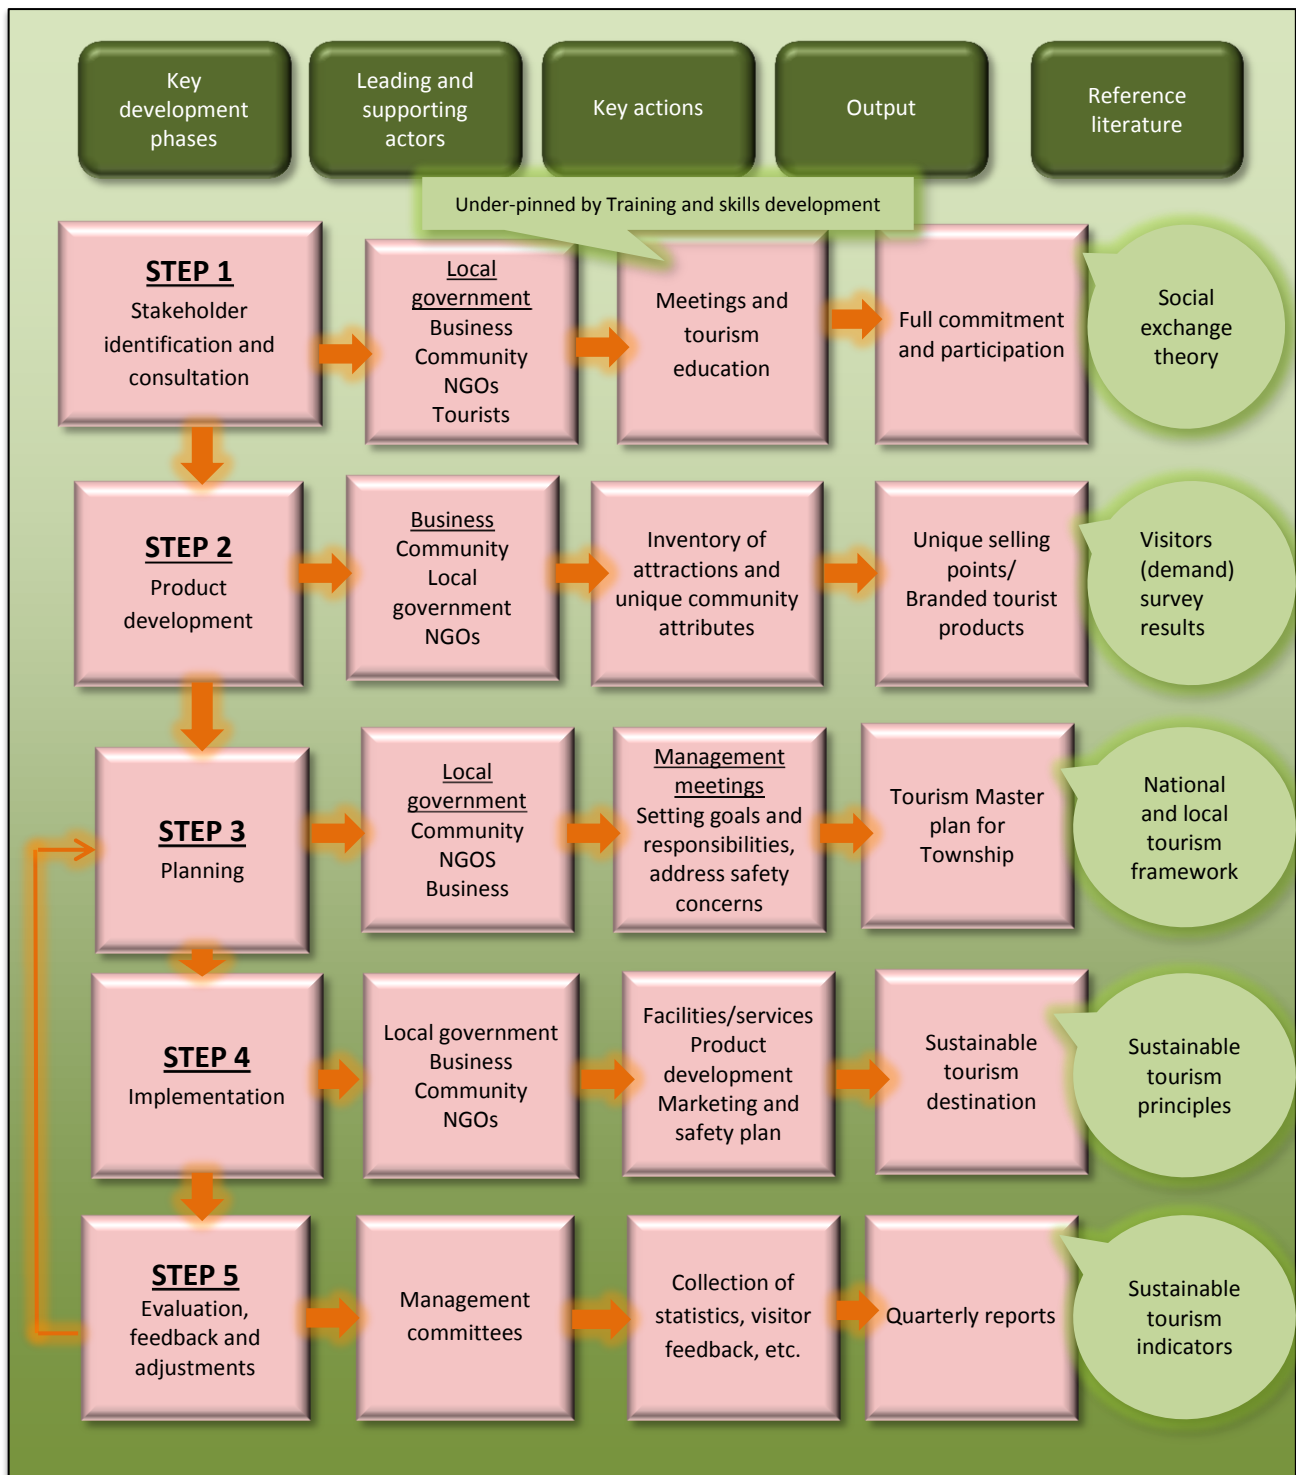 Key
development
phases
Leading and
supporting
actors
Key actions
Output
Reference
literature
Under-pinned by Training and skills development
STEP 1
Stakeholder
identification and
consultation
Local
government
Business
Community
NGOs
Tourists
Meetings and
tourism
education
Full commitment
and participation
Social
exchange
theory
STEP 2
Product
development
Business
Community
Local
government
NGOs
Inventory of
attractions and
unique community
attributes
Unique selling
points/
Branded tourist
products
Visitors
(demand)
survey
results
STEP 3
Planning
Local
government
Community
NGOS
Business
Management
meetings
Setting goals and
responsibilities,
address safety
concerns
Tourism Master
plan for
Township
National
and local
tourism
framework
STEP 4
Implementation
Local government
Business
Community
NGOs
Facilities/services
Product
development
Marketing and
safety plan
Sustainable
tourism
destination
Sustainable
tourism
principles
STEP 5
Evaluation,
feedback and
adjustments
Management
committees
Collection of
statistics, visitor
feedback, etc.
Quarterly reports
Sustainable
tourism
indicators